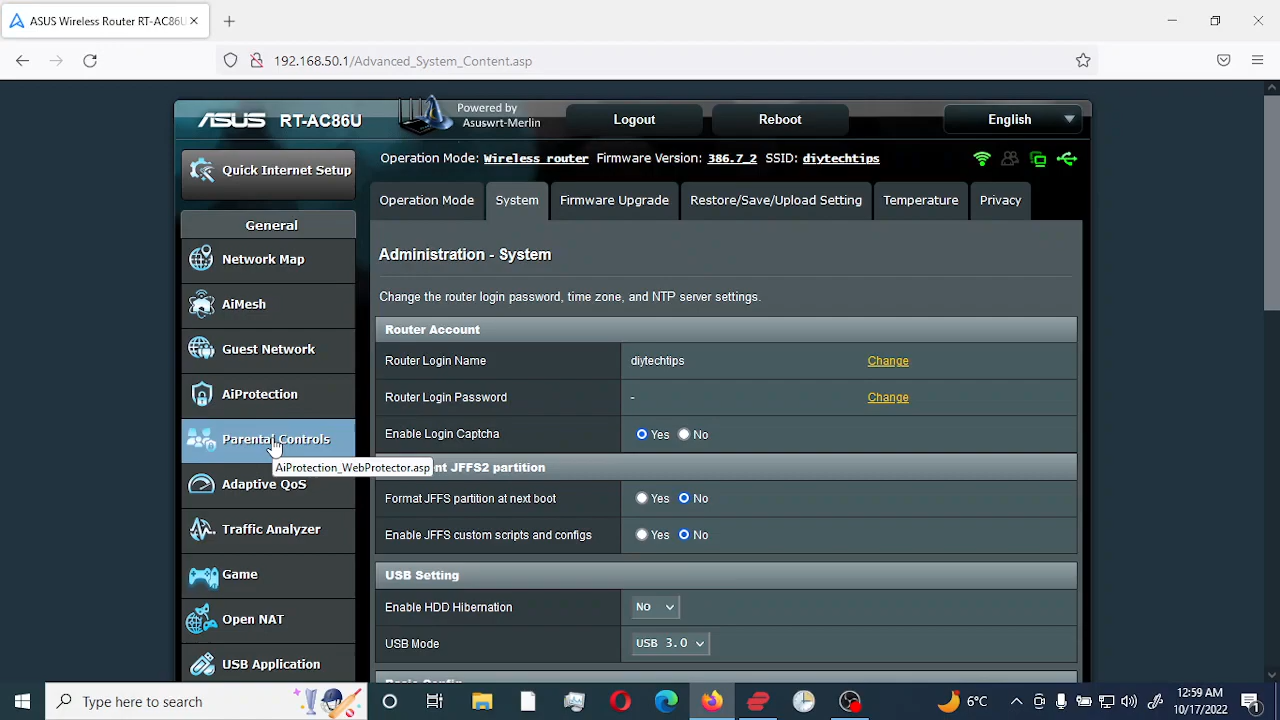 ASUS Wireless Router RT-AC86U
192.168.50.1/Advanced_System_Content.asp
ASUS RT-AC86U
Powered by
Asuswrt-Merlin
Logout
Reboot
English
Quick Internet Setup
Operation Mode: Wireless router Firmware Version: 386.7_2 SSID: diytechtips
Operation Mode
System
Firmware Upgrade
Restore/Save/Upload Setting
Temperature
Privacy
General
Network Map
AiMesh
Guest Network
AiProtection
Parental Controls
AiProtection_WebProtector.asp
Adaptive QoS
Traffic Analyzer
Game
Open NAT
USB Application
Administration - System
Change the router login password, time zone, and NTP server settings.
Router Account
Router Login Name diytechtips Change
Router Login Password - Change
Enable Login Captcha Yes No
ent JFFS2 partition
Format JFFS partition at next boot Yes No
Enable JFFS custom scripts and configs Yes No
USB Setting
Enable HDD Hibernation No
USB Mode USB 3.0
Basic Config
Type here to search
6°C
12:59 AM
10/17/2022
1